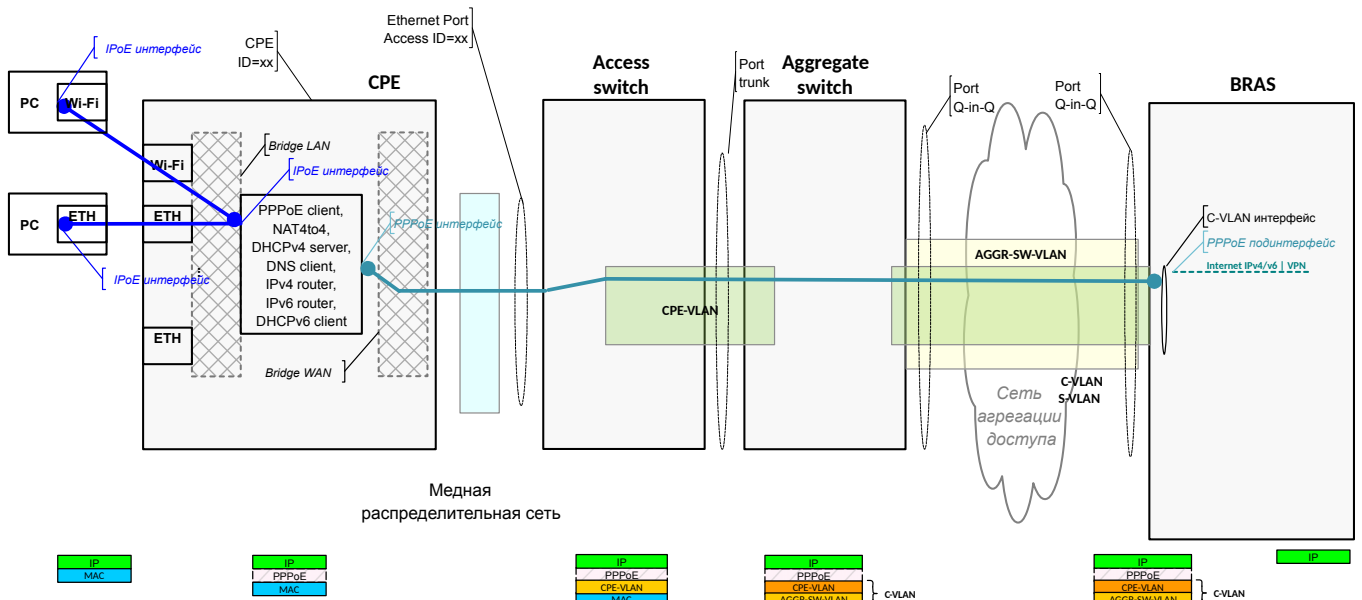 IPoE интерфейс
CPE
ID=xx
CPE
Ethernet Port
Access ID=xx
Access
switch
Port
trunk
Aggregate
switch
Port
Q-in-Q
Port
Q-in-Q
BRAS
PC
Wi-Fi
Wi-Fi
Bridge LAN
IPoE интерфейс
PC
ETH
ETH
IPoE интерфейс
...
ETH
PPPoE client,
NAT4to4,
DHCPv4 server,
DNS client,
IPv4 router,
IPv6 router,
DHCPv6 client
PPPoE интерфейс
Bridge WAN
CPE-VLAN
AGGR-SW-VLAN
C-VLAN
S-VLAN
Сеть
агрегации
доступа
C-VLAN интерфейс
PPPoE подинтерфейс
Internet IPv4/v6 | VPN
Медная
распределительная сеть
IP
MAC
IP
PPPoE
MAC
IP
PPPoE
CPE-VLAN
MAC
IP
PPPoE
CPE-VLAN
AGGR-SW-VLAN
C-VLAN
IP
PPPoE
CPE-VLAN
AGGR-SW-VLAN
C-VLAN
IP